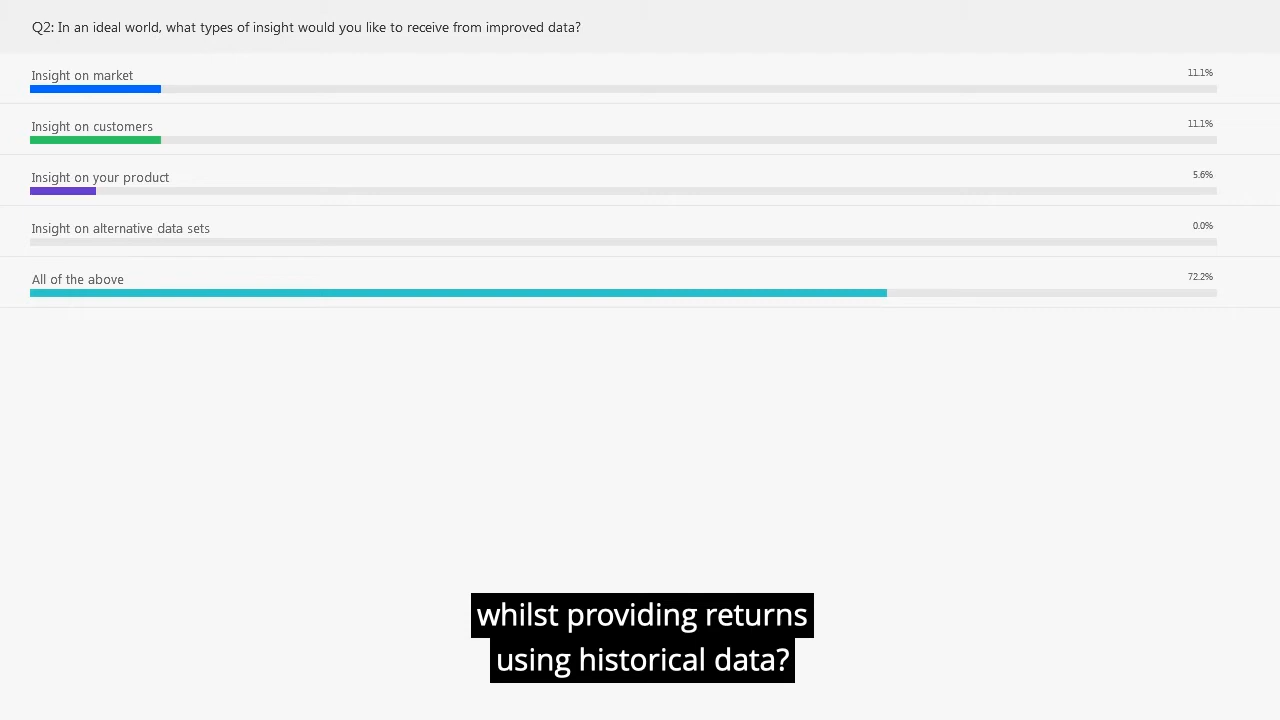 Q2: In an ideal world, what types of insight would you like to receive from improved data?
Insight on market
11.1%
Insight on customers
11.1%
Insight on your product
5.6%
Insight on alternative data sets
0.0%
All of the above
72.2%
whilst providing returns
using historical data?